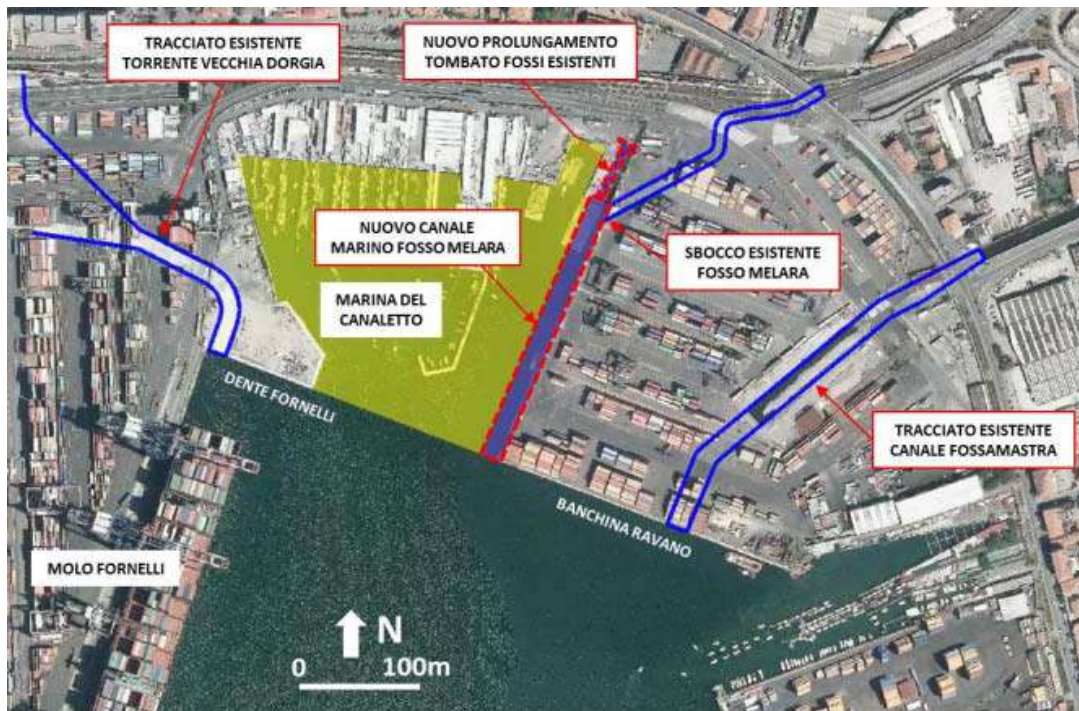 TRACCIATO ESISTENTE
TORRENTE VECCHIA DORGIA
NUOVO PROLUNGAMENTO
TOMBATO FOSSI ESISTENTI
NUOVO CANALE
MARINO FOSSO MELARA
SBOCCO ESISTENTE
FOSSO MELARA
MARINA DEL
CANALETTO
DENTE FORNELLI
TRACCIATO ESISTENTE
CANALE FOSSAMASTRA
BANCHINA RAVANO
MOLO FORNELLI
N
0 100m